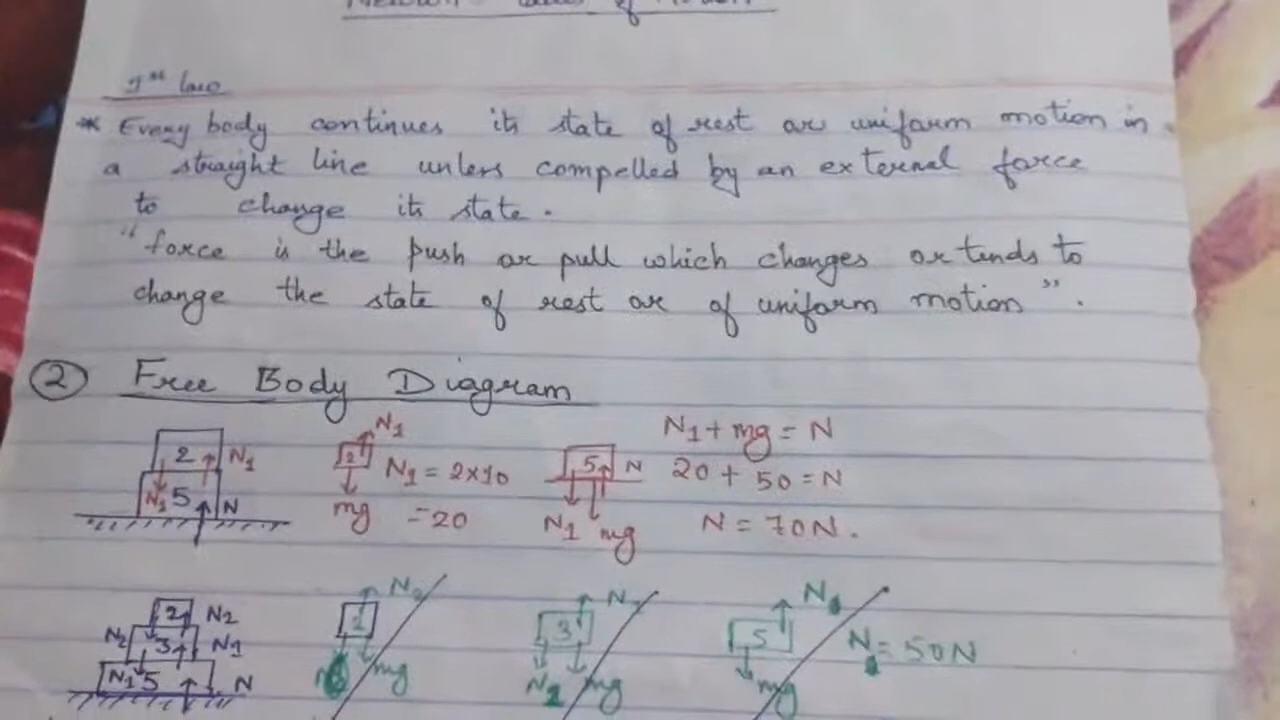 1st law
* Every body continues its state of rest or uniform motion in
a straight line unless compelled by an external force
to change its state.
"force is the push or pull which changes or tends to
change the state of rest or of uniform motion".
2 Free Body Diagram
2 N1
N1 5 N
N1
2
mg
N1 = 2×10
=20
5 N
N1 mg
N1 + mg = N
20 + 50 = N
N = 70N.
2 N2
N2 3 N1
N1 5 N
mg
3
N2 mg
5
mg
= 50N